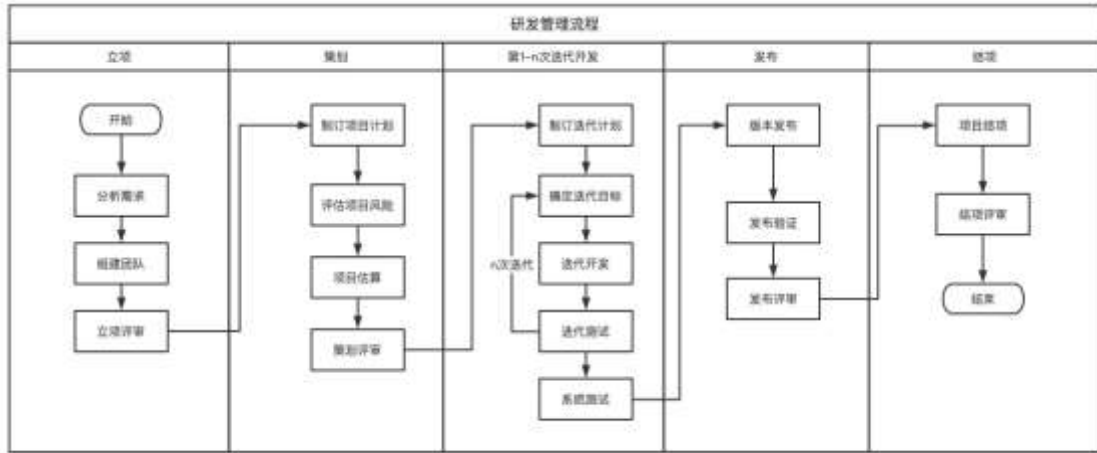 研发管理流程
立项
策划
第1-n次迭代开发
发布
结项
开始
分析需求
组建团队
立项评审
制订项目计划
评估项目风险
项目估算
策划评审
制订迭代计划
确定迭代目标
n次迭代
迭代开发
迭代测试
系统测试
版本发布
发布验证
发布评审
项目结项
结项评审
结束